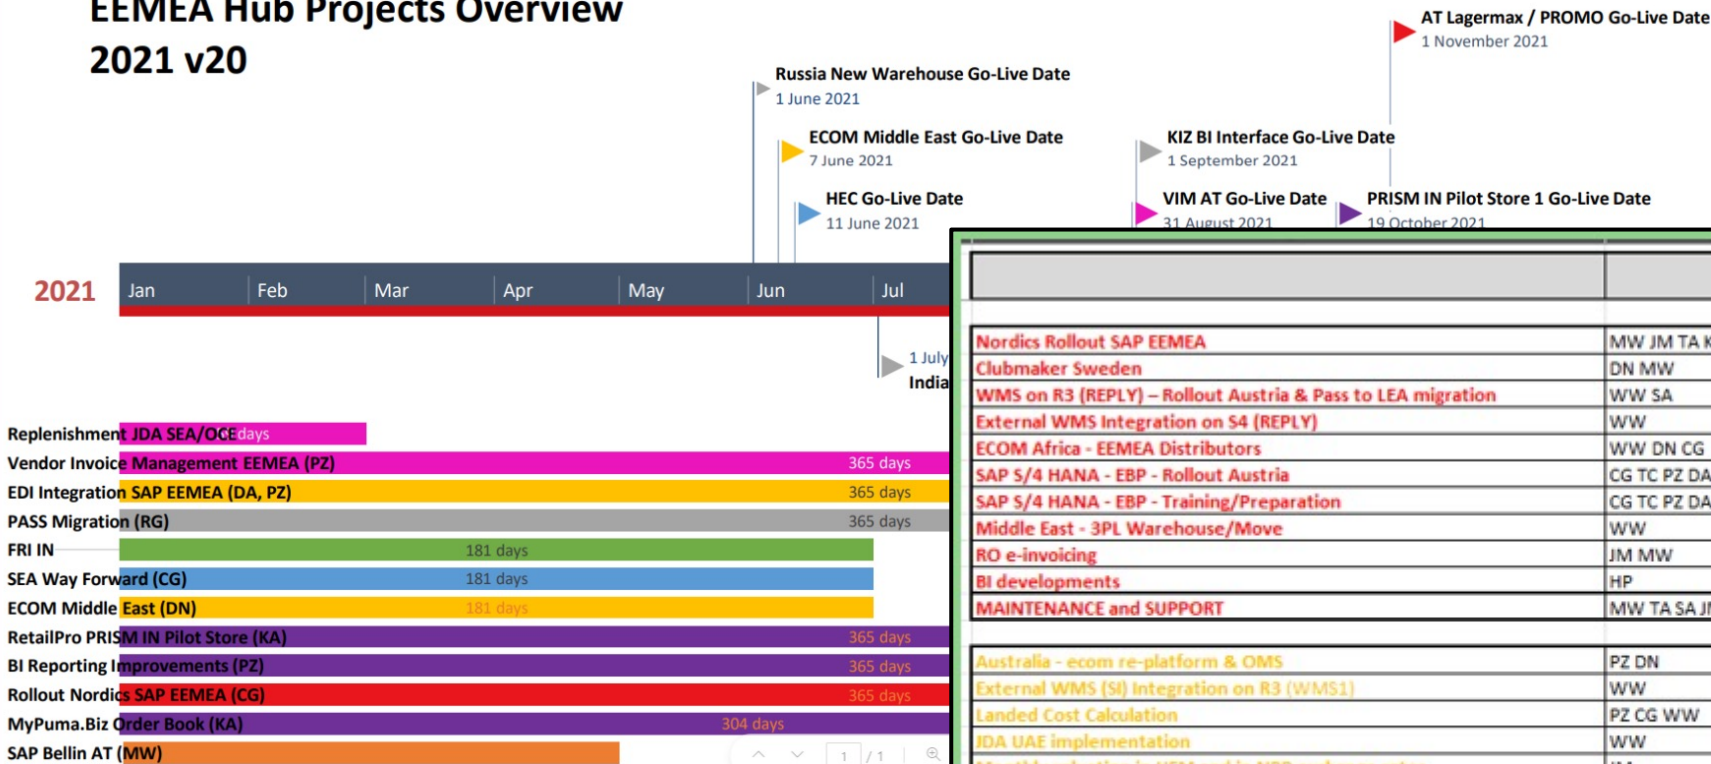 EEMEA Hub Projects Overview
2021 v20
AT Lagermax / PROMO Go-Live Date
1 November 2021
Russia New Warehouse Go-Live Date
1 June 2021
ECOM Middle East Go-Live Date
7 June 2021
KIZ BI Interface Go-Live Date
1 September 2021
HEC Go-Live Date
11 June 2021
VIM AT Go-Live Date
31 August 2021
PRISM IN Pilot Store 1 Go-Live Date
19 October 2021
2021 Jan Feb Mar Apr May Jun Jul
1 July
India
Replenishment JDA SEA/OCE days
Vendor Invoice Management EEMEA (PZ) 365 days
EDI Integration SAP EEMEA (DA, PZ) 365 days
PASS Migration (RG) 365 days
FRI IN 181 days
SEA Way Forward (CG) 181 days
ECOM Middle East (DN) 181 days
RetailPro PRISM IN Pilot Store (KA) 365 days
BI Reporting Improvements (PZ) 365 days
Rollout Nordics SAP EEMEA (CG) 365 days
MyPuma.Biz Order Book (KA) 304 days
SAP Bellin AT (MW)
1 / 1
Nordics Rollout SAP EEMEA MW JM TA
Clubmaker Sweden DN MW
WMS on R3 (REPLY) – Rollout Austria & Pass to LEA migration WW SA
External WMS Integration on S4 (REPLY) WW
ECOM Africa - EEMEA Distributors WW DN CG
SAP S/4 HANA - EBP - Rollout Austria CG TC PZ DA
SAP S/4 HANA - EBP - Training/Preparation CG TC PZ DA
Middle East - 3PL Warehouse/Move WW
RO e-invoicing JM MW
BI developments HP
MAINTENANCE and SUPPORT MW TA SA
Australia - ecom re-platform & OMS PZ DN
External WMS (SI) Integration on R3 (WMS1) WW
Landed Cost Calculation PZ CG WW
JDA UAE implementation WW